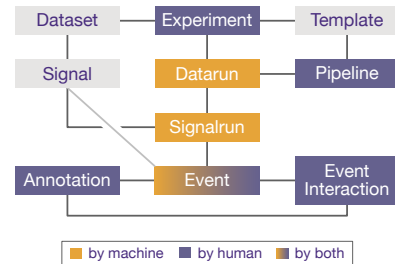 Dataset Experiment Template
Signal Datarun Pipeline
Signalrun
Annotation Event Event
Interaction
by machine by human by both